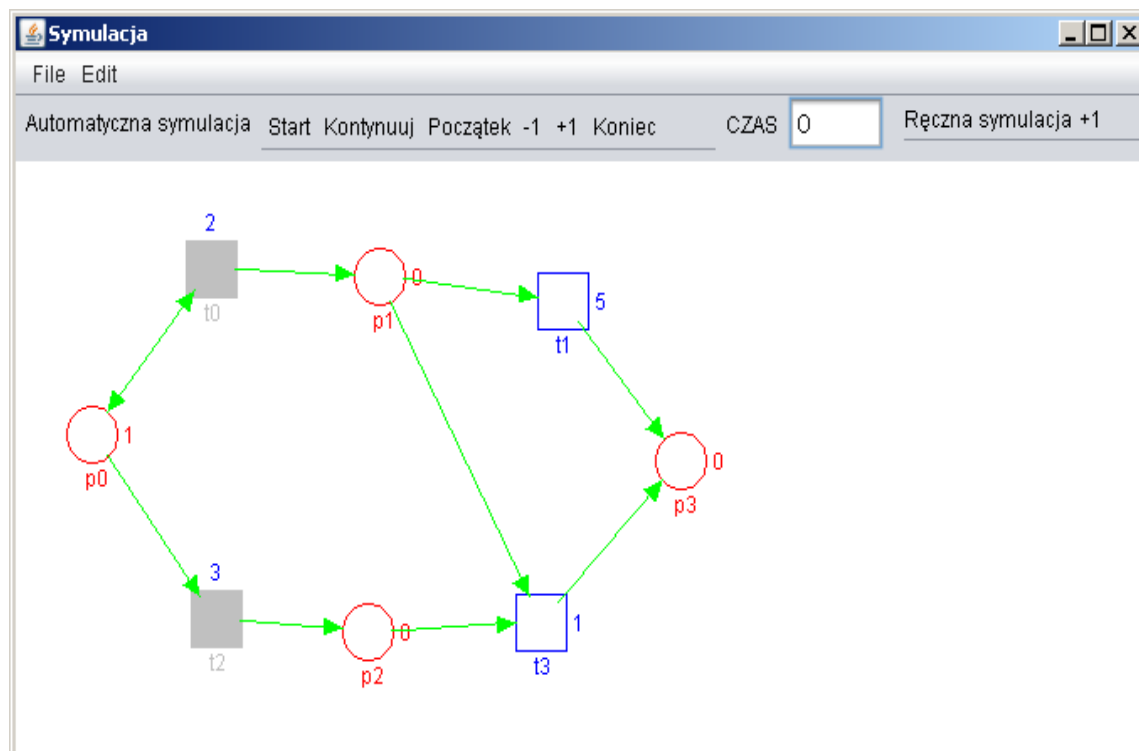 Symulacja
File Edit
Automatyczna symulacja Start Kontynuuj Początek -1 +1 Koniec CZAS 0 Ręczna symulacja +1
2
t0
0
p1
5
t1
1
p0
0
p3
3
t2
0
p2
1
t3